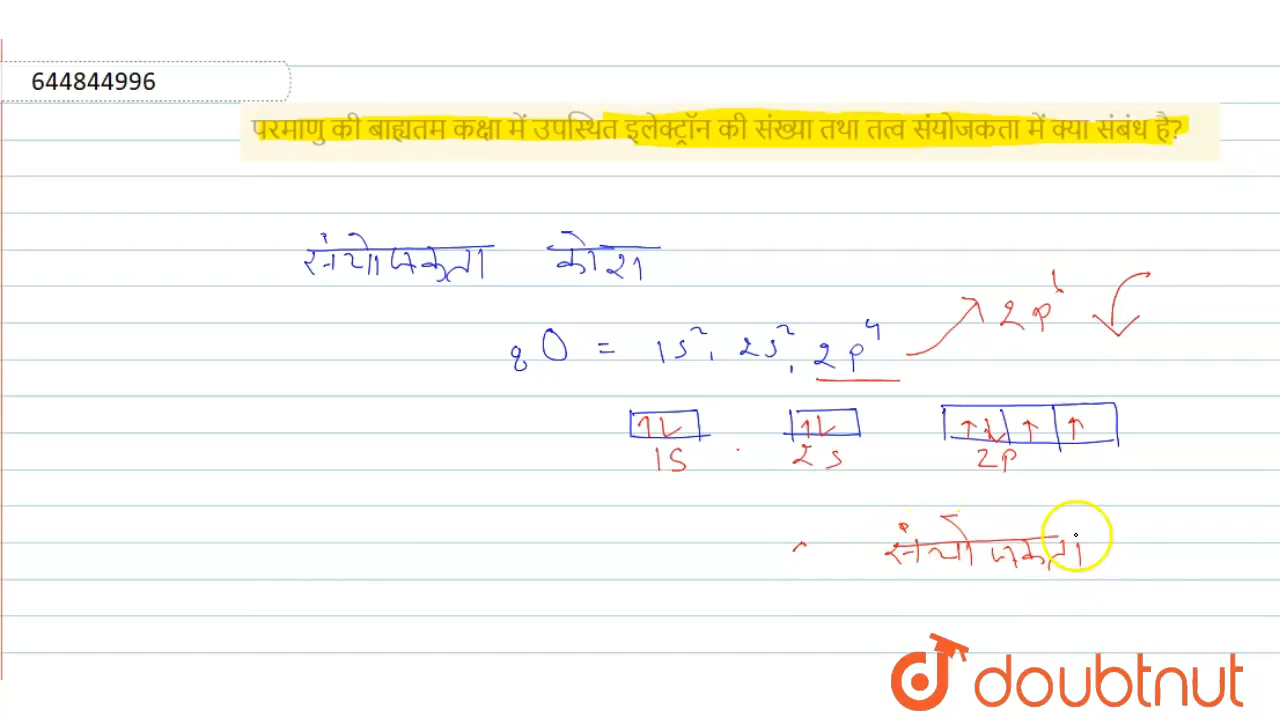 644844996
परमाणु की बाह्यतम कक्षा में उपस्थित इलेक्ट्रॉन की संख्या तथा तत्व संयोजकता में क्या संबंध है?
संयोजकता कोश
2p⁶
₈O = 1s², 2s², 2p⁴
↑↓ ↑↓ ↑↓ ↑ ↑
1s 2s 2p
संयोजकता
doubtnut